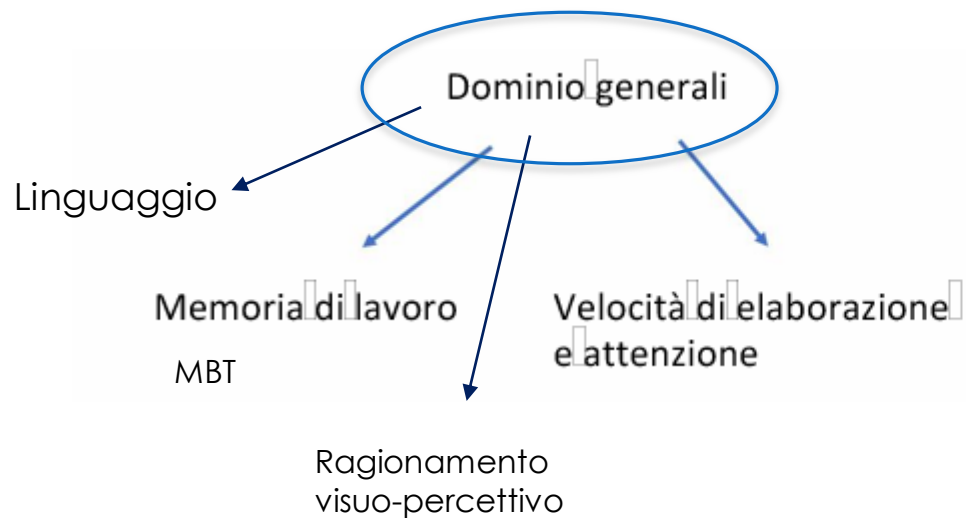 Dominio generali
Linguaggio
Memoria di lavoro
Velocità di elaborazione
e attenzione
MBT
Ragionamento
visuo-percettivo